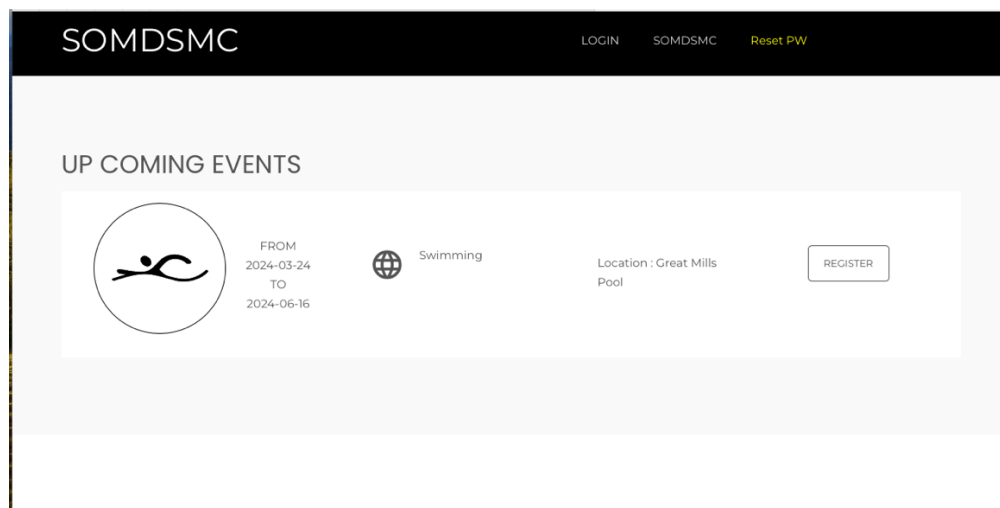 SOMDSMC
LOGIN
SOMDSMC
Reset PW
UP COMING EVENTS
FROM
2024-03-24
TO
2024-06-16
Swimming
Location : Great Mills
Pool
REGISTER